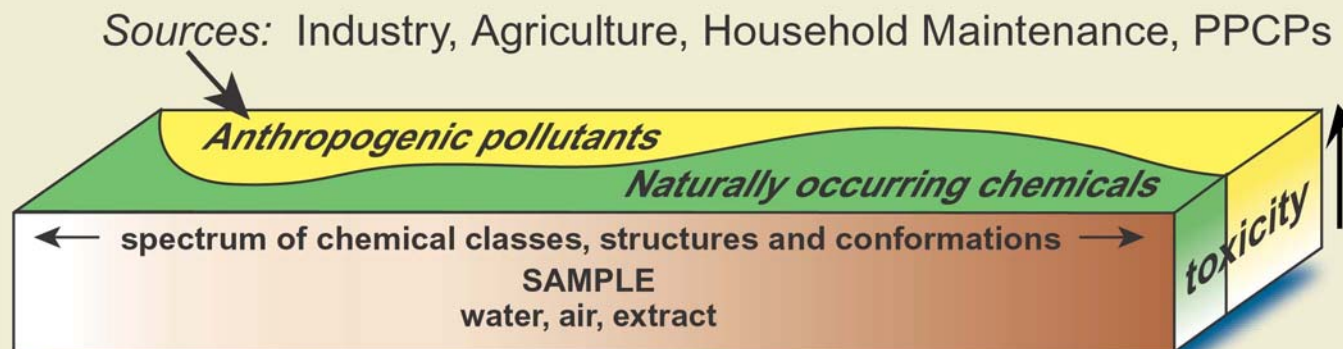 Sources: Industry, Agriculture, Household Maintenance, PPCPs
Anthropogenic pollutants
Naturally occurring chemicals
spectrum of chemical classes, structures and conformations
SAMPLE
water, air, extract
toxicity